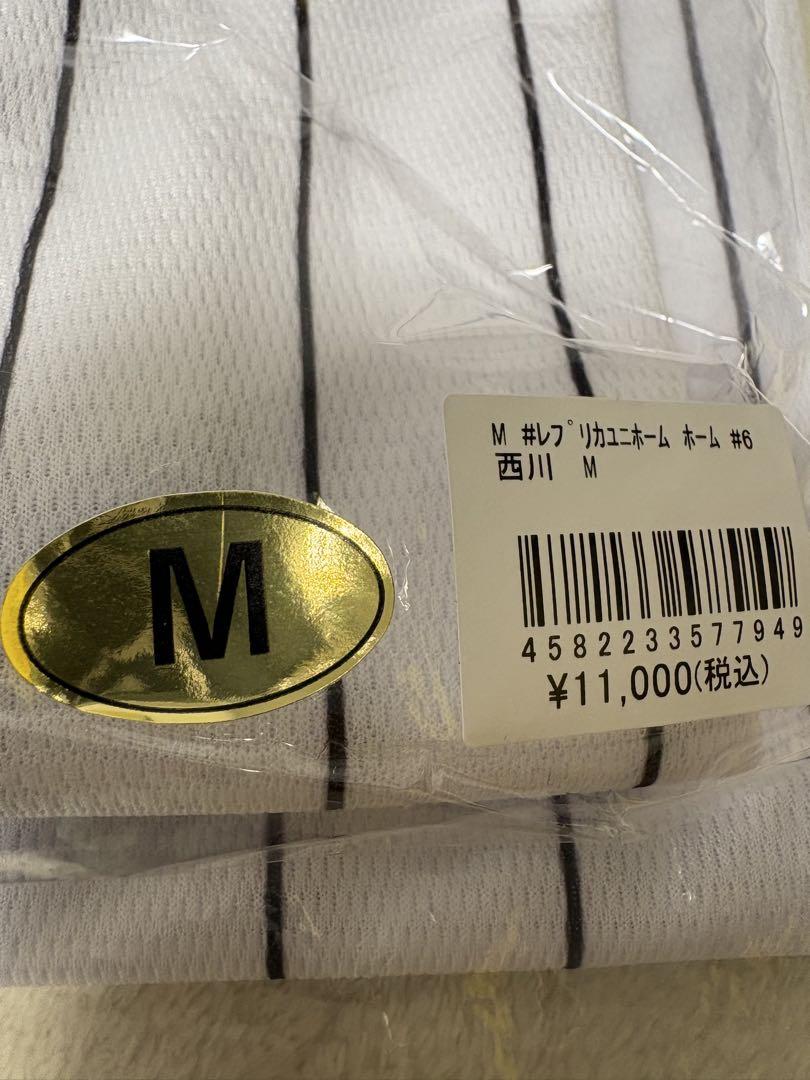 M #ﾚﾌﾟﾘｶﾕﾆﾎｰﾑ ﾎｰﾑ #6
西川 M
4582233577949
¥11,000(税込)
M